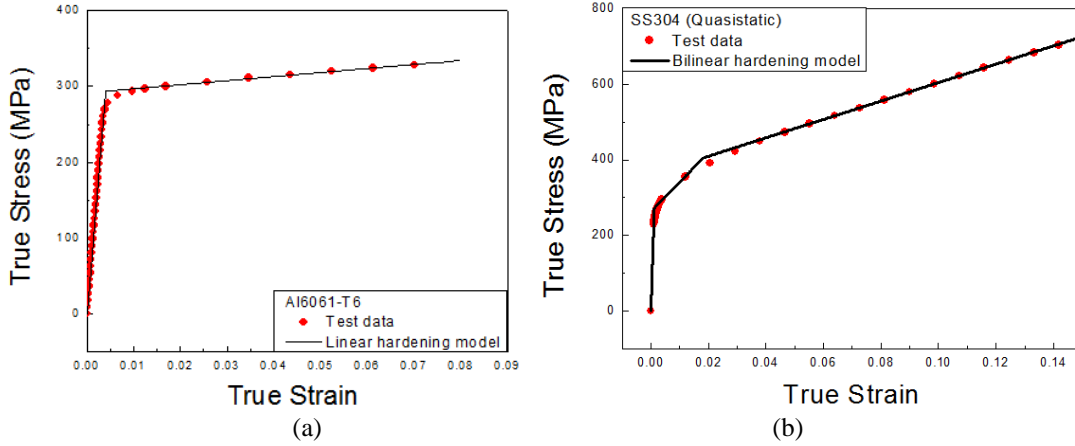 400
300
200
100
0
True Stress (MPa)
Al6061-T6
Test data
Linear hardening model
0.00 0.01 0.02 0.03 0.04 0.05 0.06 0.07 0.08 0.09
True Strain
(a)
800
600
400
200
0
True Stress (MPa)
SS304 (Quasistatic)
Test data
Bilinear hardening model
0.00 0.02 0.04 0.06 0.08 0.10 0.12 0.14
True Strain
(b)